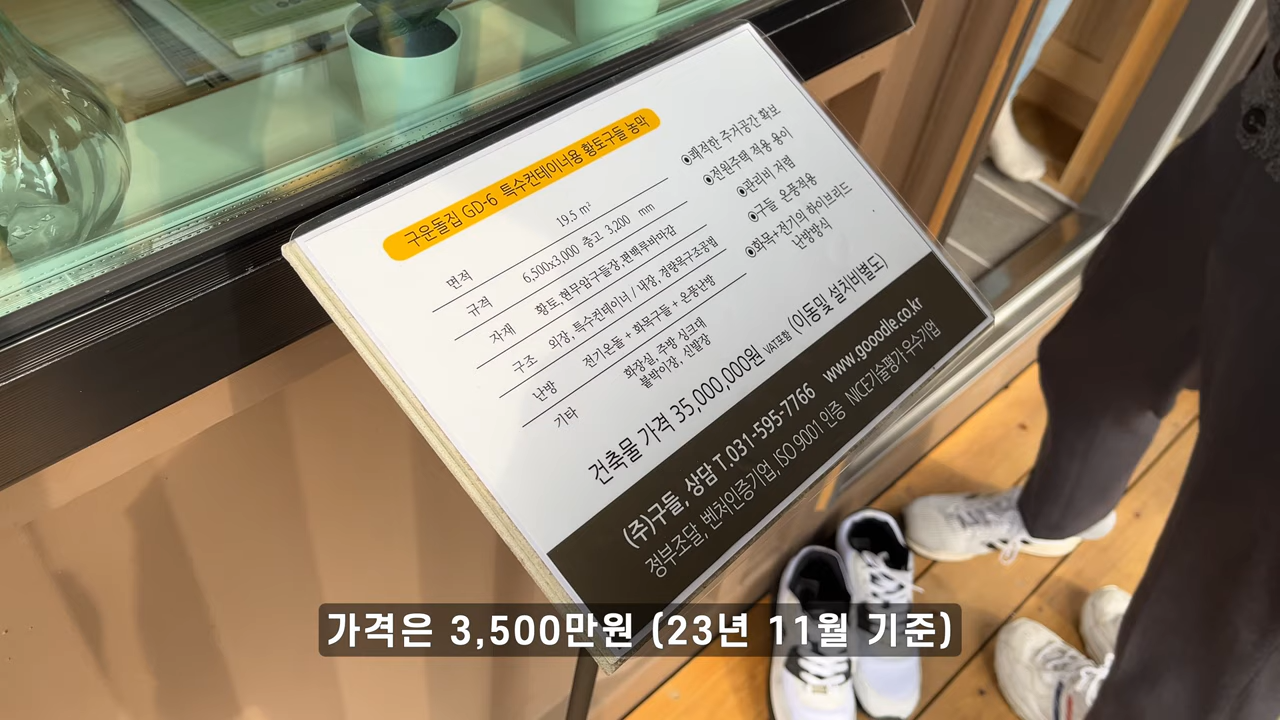 구운돌집 GD-6 특수컨테이너용 황토구들 농막
면적 19.5 ㎡
규격 6,500x3,000 층고 3,200 mm
자재 황토,현무암구들장,편백루바마감
구조 외장, 특수컨테이너 / 내장, 경량목구조공법
난방 전기온돌 + 화목구들 + 온풍난방
기타 화장실, 주방 싱크대
붙박이장, 신발장
◉쾌적한 주거공간 확보
◉전원주택 적용 용이
◉관리비 저렴
◉구들 온풍적용
◉화목+전기의 하이브리드
난방방식
건축물 가격 35,000,000원 VAT포함 (이동및 설치비별도)
(주)구들, 상담 T.031-595-7766 www.gooodle.co.kr
정부조달, 벤처인증기업, ISO 9001 인증 NICE기술평가 우수기업
가격은 3,500만원 (23년 11월 기준)